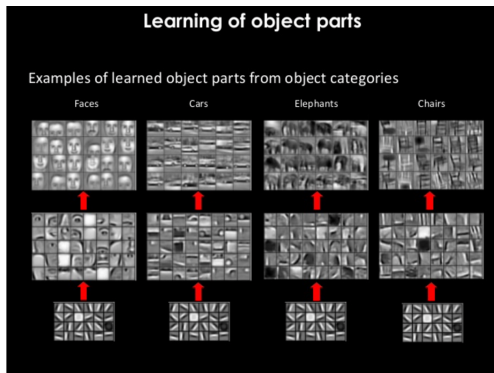 Learning of object parts
Examples of learned object parts from object categories
Faces
Cars
Elephants
Chairs